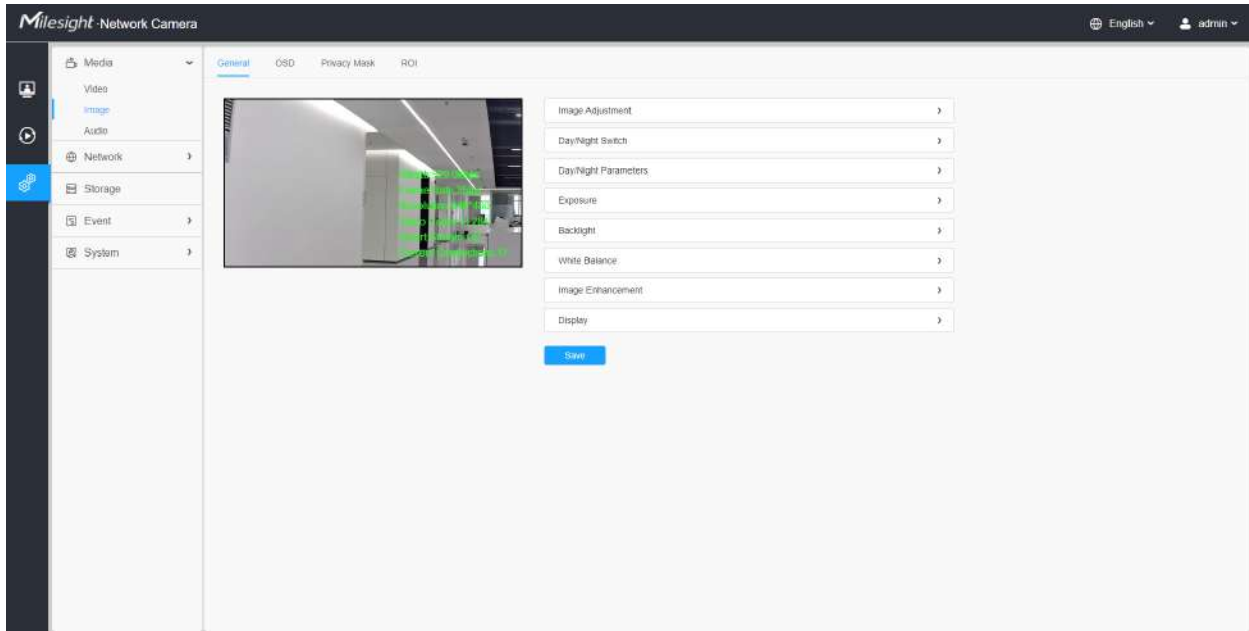 Milesight -Network Camera
English
admin
Media
Video
Image
Audio
Network
Storage
Event
System
General OSD Privacy Mask ROI
Image Adjustment
Day/Night Switch
Day/Night Parameters
Exposure
Backlight
White Balance
Image Enhancement
Display
Save